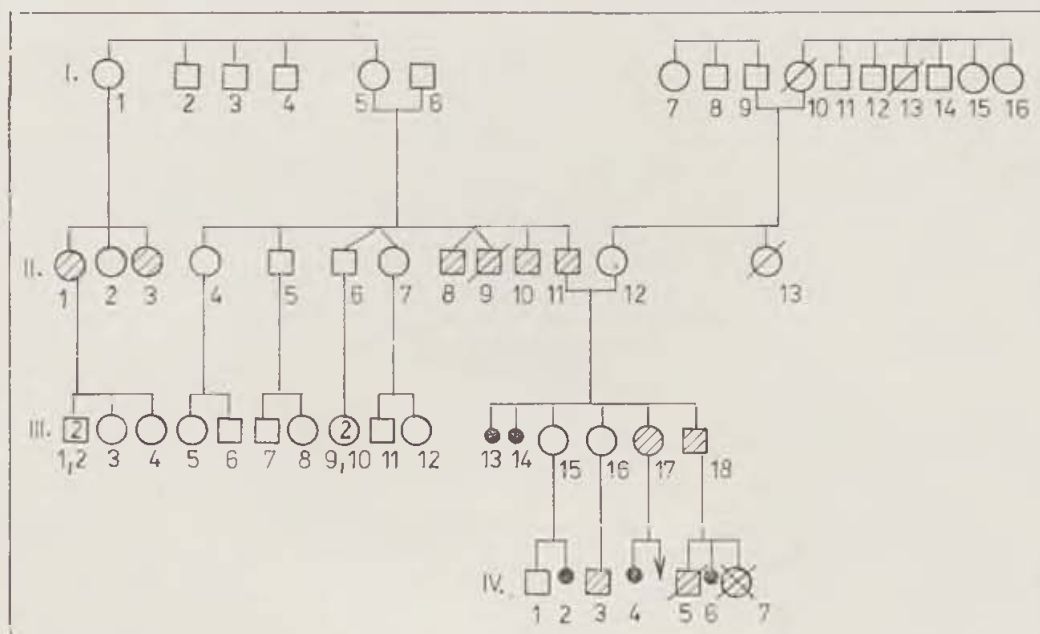 I.
1 2 3 4 5 6 7 8 9 10 11 12 13 14 15 16
II.
1 2 3 4 5 6 7 8 9 10 11 12 13
III. 2 2 13 14
1,2 3 4 5 6 7 8 9,10 11 12 15 16 17 18
IV.
1 2 3 4 5 6 7